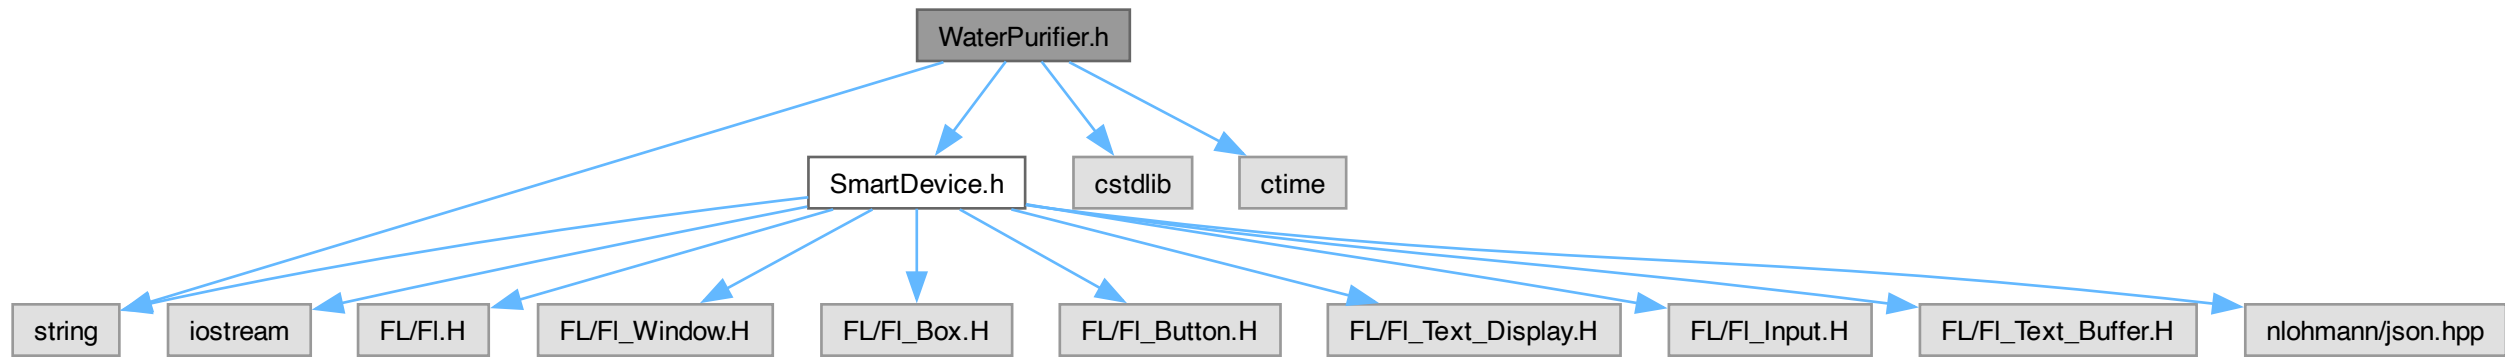 WaterPurifier.h
SmartDevice.h
cstdlib
ctime
string
iostream
FL/Fl.H
FL/Fl_Window.H
FL/Fl_Box.H
FL/Fl_Button.H
FL/Fl_Text_Display.H
FL/Fl_Input.H
FL/Fl_Text_Buffer.H
nlohmann/json.hpp